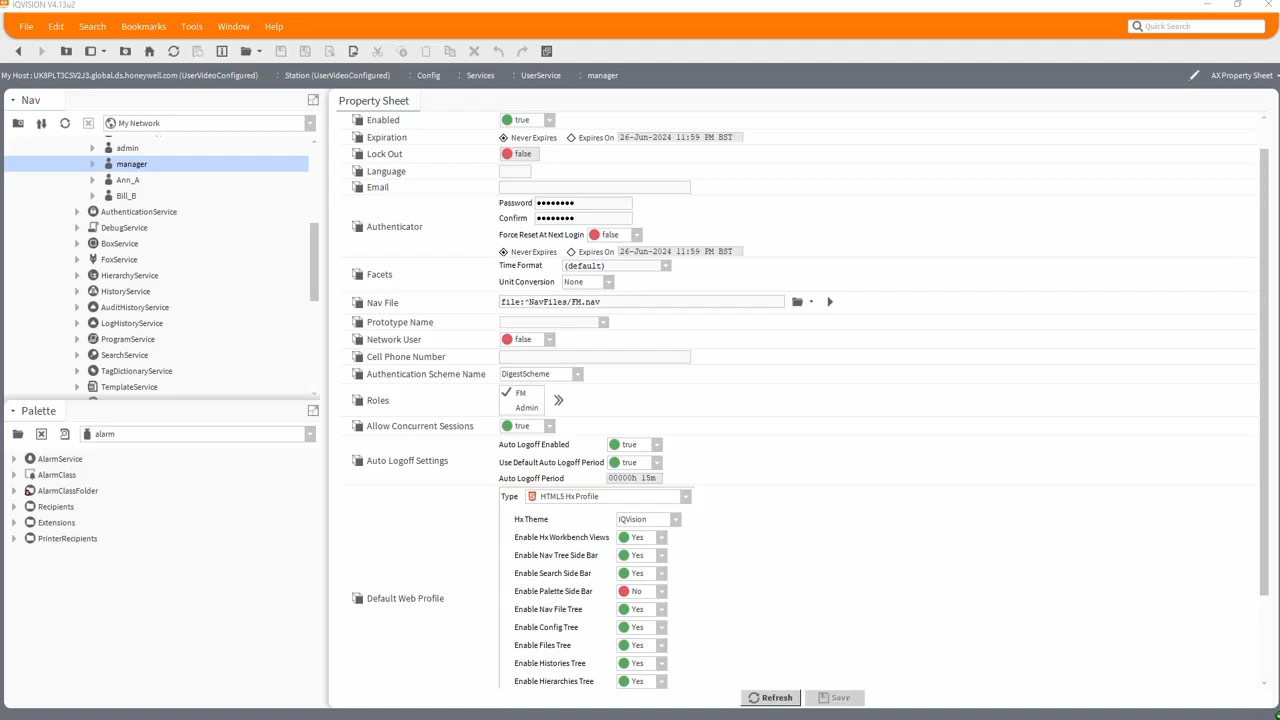 IQVISION V4.13u2
File Edit Search Bookmarks Tools Window Help
Quick Search
My Host : UK8PLT3CSV2J3.global.ds.honeywell.com (UserVideoConfigured) Station (UserVideoConfigured) Config Services UserService manager AX Property Sheet
Nav
My Network
admin
manager
Ann_A
Bill_B
AuthenticationService
DebugService
BoxService
FoxService
HierarchyService
HistoryService
AuditHistoryService
LogHistoryService
ProgramService
SearchService
TagDictionaryService
TemplateService
Palette
alarm
AlarmService
AlarmClass
AlarmClassFolder
Recipients
Extensions
PrinterRecipients
Property Sheet
Enabled true
Expiration Never Expires Expires On 26-Jun-2024 11:59 PM BST
Lock Out false
Language
Email
Authenticator
Password ••••••••
Confirm ••••••••
Force Reset At Next Login false
Never Expires Expires On 26-Jun-2024 11:59 PM BST
Facets
Time Format (default)
Unit Conversion None
Nav File file:^NavFiles/FM.nav
Prototype Name
Network User false
Cell Phone Number
Authentication Scheme Name DigestScheme
Roles
FM
Admin
Allow Concurrent Sessions true
Auto Logoff Settings
Auto Logoff Enabled true
Use Default Auto Logoff Period true
Auto Logoff Period 00000h 15m
Default Web Profile
Type HTML5 Hx Profile
Hx Theme IQVision
Enable Hx Workbench Views Yes
Enable Nav Tree Side Bar Yes
Enable Search Side Bar Yes
Enable Palette Side Bar No
Enable Nav File Tree Yes
Enable Config Tree Yes
Enable Files Tree Yes
Enable Histories Tree Yes
Enable Hierarchies Tree Yes
Refresh Save